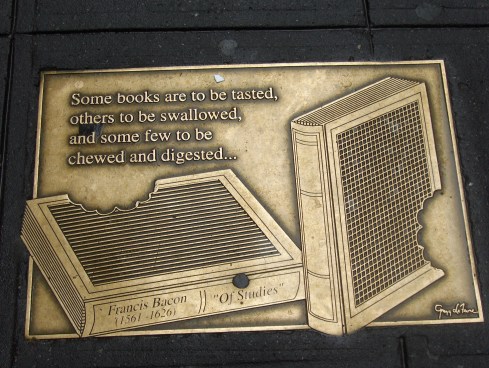 Some books are to be tasted,
others to be swallowed,
and some few to be
chewed and digested...
Francis Bacon
(1561-1626)
"Of Studies"